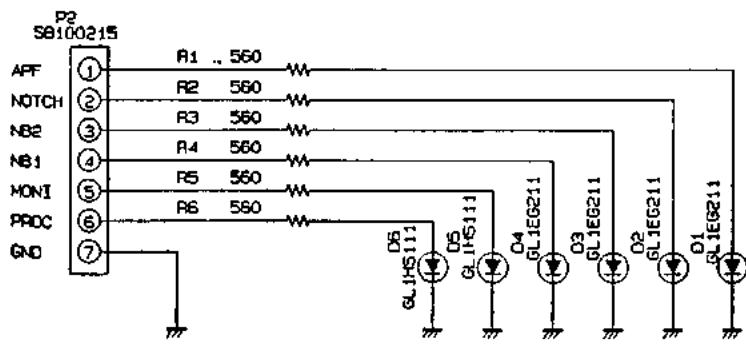 P2
SB100215
APF 1 R1 560
NOTCH 2 R2 560
NB2 3 R3 560
NB1 4 R4 560
MONI 5 R5 560
PROC 6 R6 560
GND 7
D6
GL1HS111
D5
GL1HS111
D4
GL1EG211
D3
GL1EG211
D2
GL1EG211
D1
GL1EG211